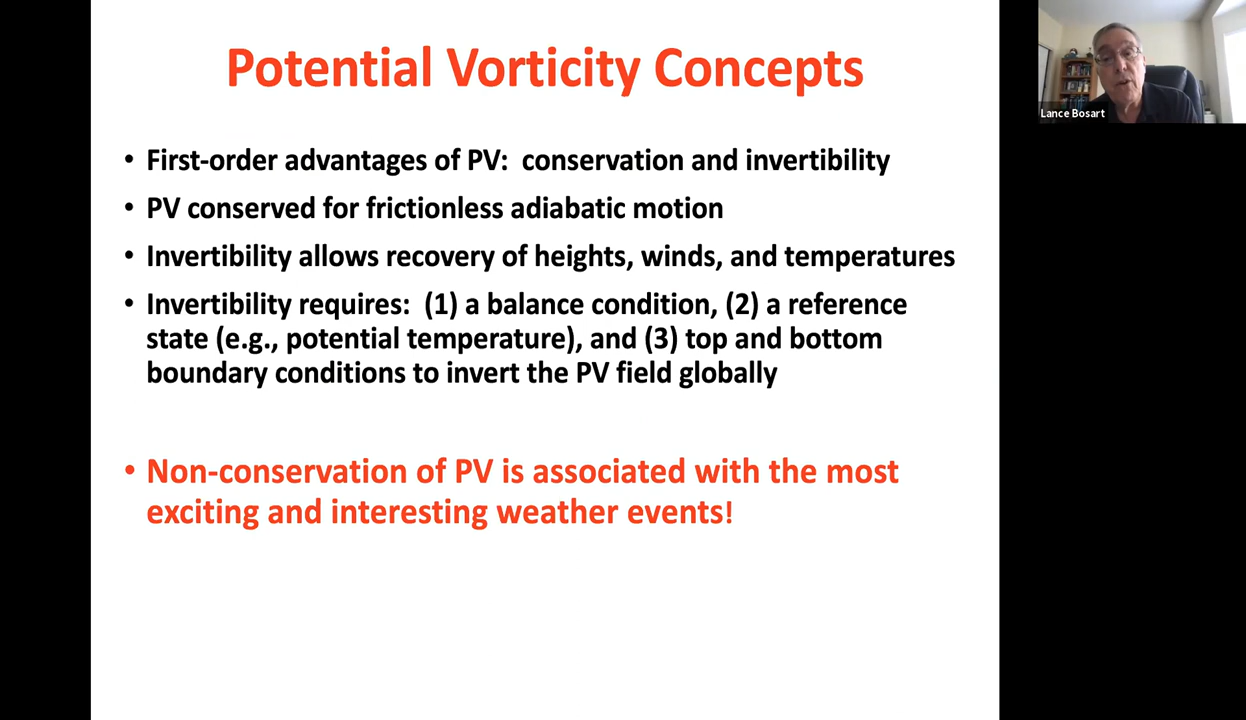 Potential Vorticity Concepts
Lance Bosart
• First-order advantages of PV:  conservation and invertibility
• PV conserved for frictionless adiabatic motion
• Invertibility allows recovery of heights, winds, and temperatures
• Invertibility requires:  (1) a balance condition, (2) a reference
state (e.g., potential temperature), and (3) top and bottom
boundary conditions to invert the PV field globally
• Non-conservation of PV is associated with the most
exciting and interesting weather events!